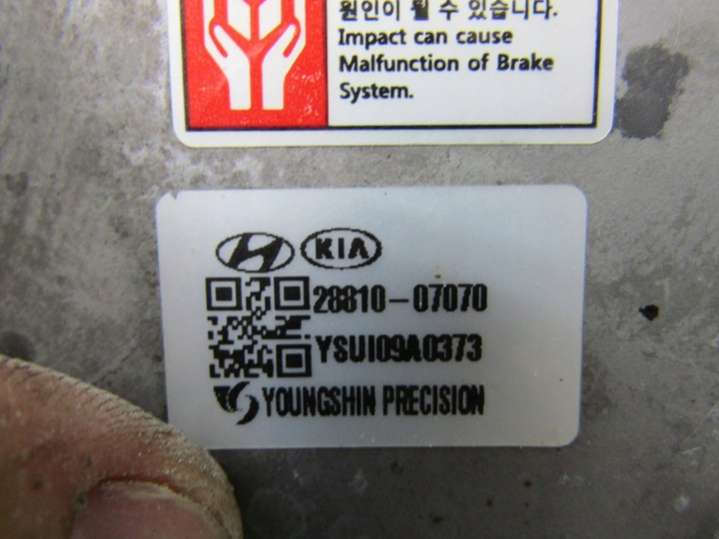 원인이 될 수 있습니다.
Impact can cause
Malfunction of Brake
System.
KIA
28810-07070
YSUI09A0373
YOUNGSHIN PRECISION